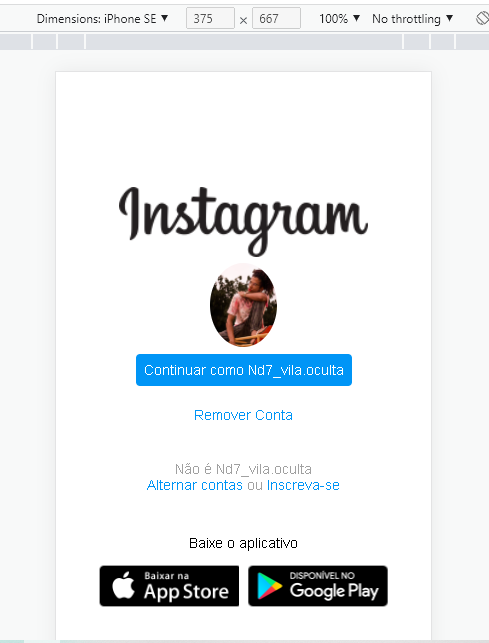 Dimensions: iPhone SE 375 × 667 100% No throttling
Instagram
Continuar como Nd7_vila.oculta
Remover Conta
Não é Nd7_vila.oculta
Alternar contas ou Inscreva-se
Baixe o aplicativo
Baixar na
App Store
DISPONÍVEL NO
Google Play